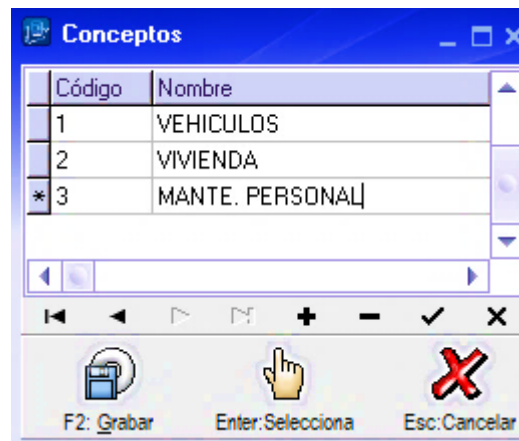 Conceptos
Código Nombre
1 VEHICULOS
2 VIVIENDA
* 3 MANTE. PERSONAL
F2: Grabar Enter:Selecciona Esc:Cancelar